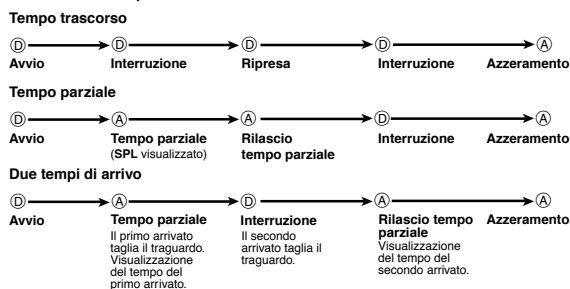 Tempo trascorso
Ⓓ Ⓓ Ⓓ Ⓓ Ⓐ
Avvio Interruzione Ripresa Interruzione Azzeramento
Tempo parziale
Ⓓ Ⓐ Ⓐ Ⓓ Ⓐ
Avvio Tempo parziale Rilascio Interruzione Azzeramento
(SPL visualizzato) tempo parziale
Due tempi di arrivo
Ⓓ Ⓐ Ⓓ Ⓐ Ⓐ
Avvio Tempo parziale Interruzione Rilascio tempo Azzeramento
parziale
Il primo arrivato
taglia il traguardo.
Visualizzazione
del tempo del
primo arrivato.
Il secondo
arrivato taglia il
traguardo.
Visualizzazione
del tempo del
secondo arrivato.